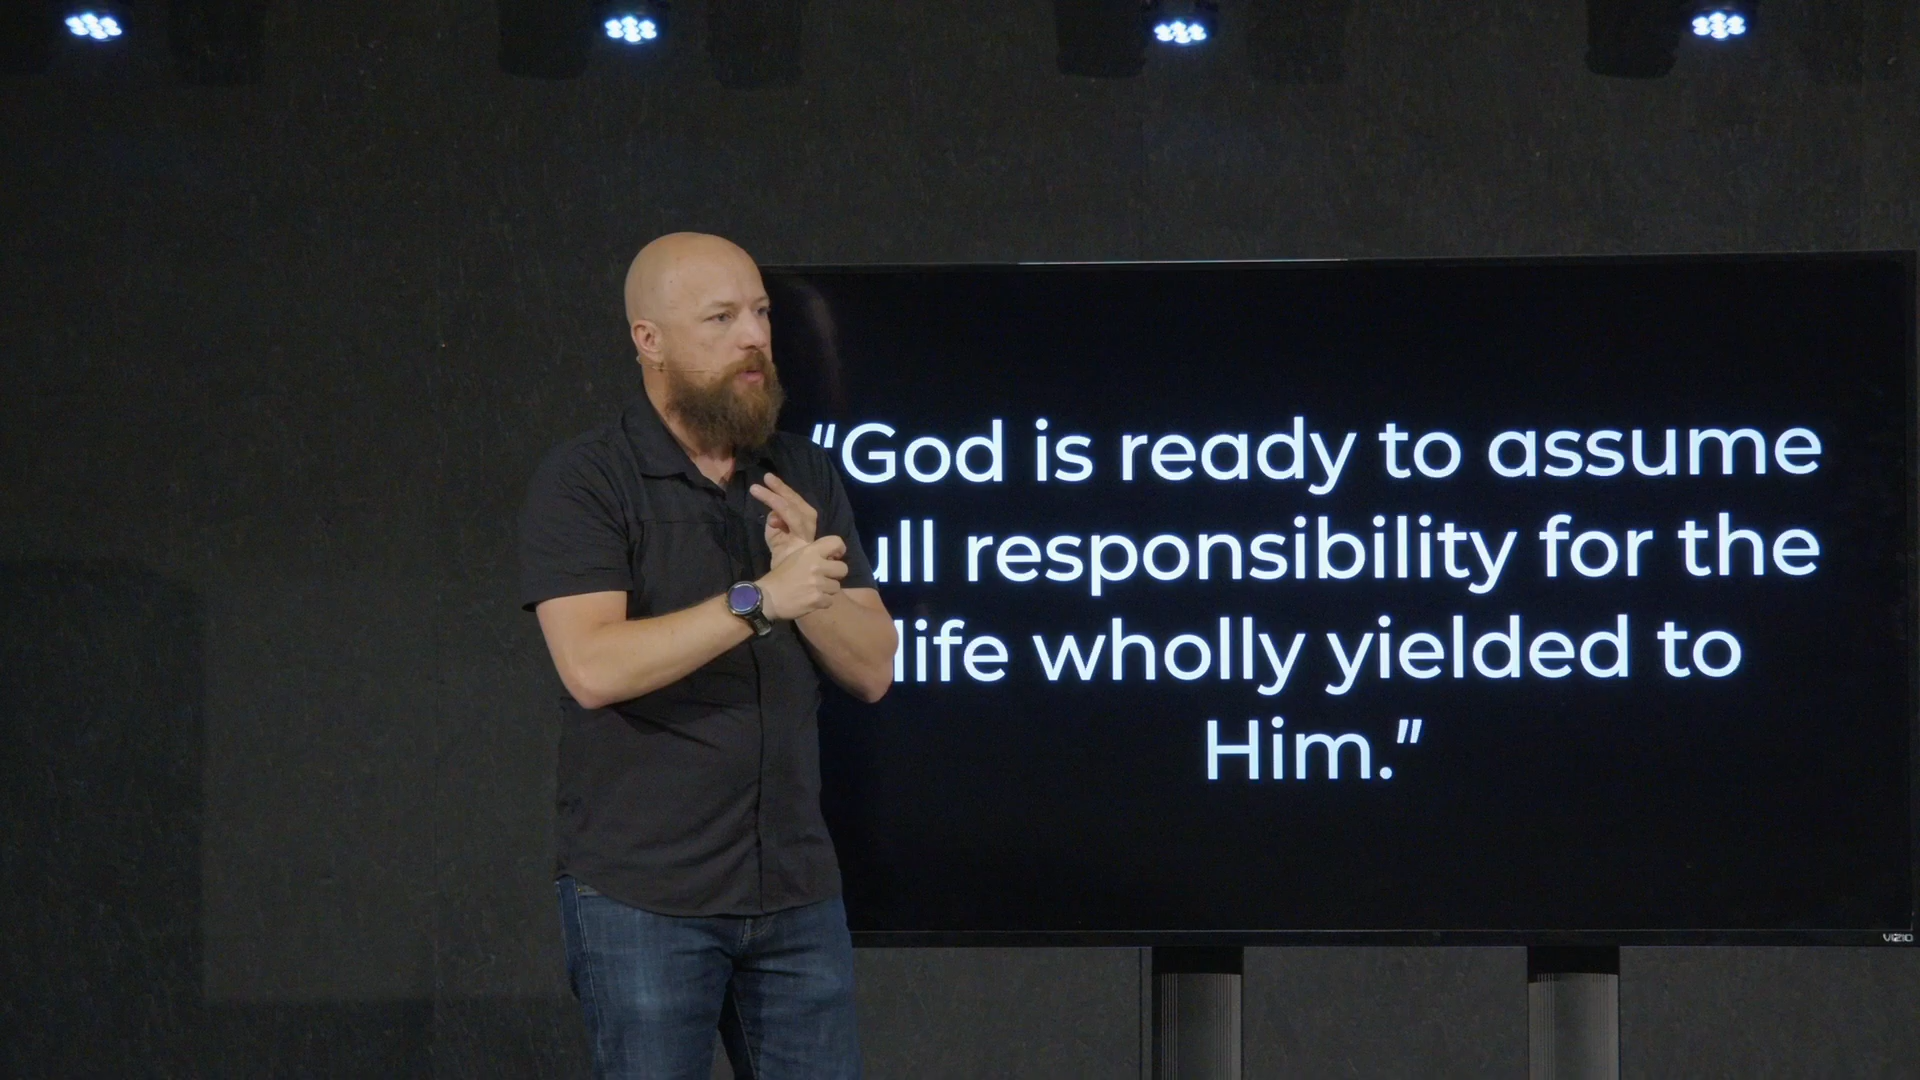 “God is ready to assume
ull responsibility for the
life wholly yielded to
Him.”
VIZIO